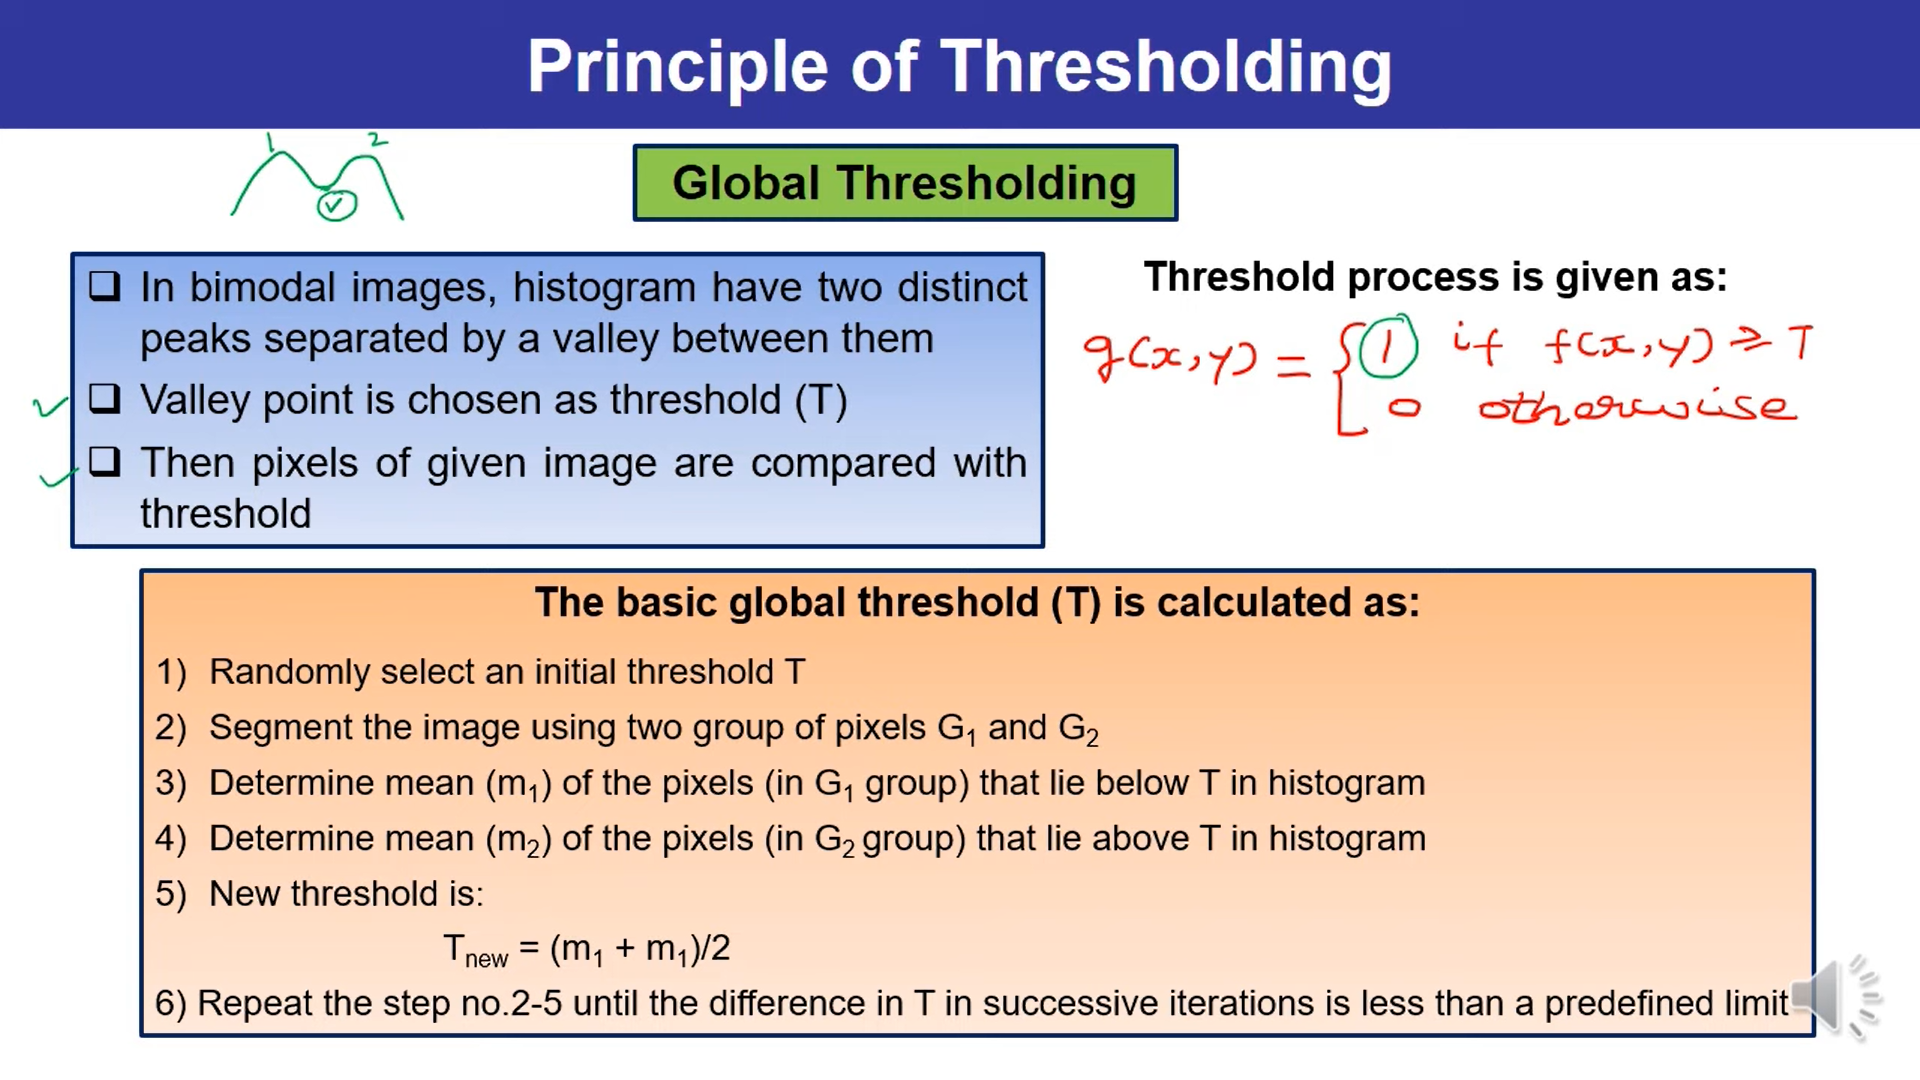 Principle of Thresholding
1 2
Global Thresholding
❑ In bimodal images, histogram have two distinct
peaks separated by a valley between them
❑ Valley point is chosen as threshold (T)
❑ Then pixels of given image are compared with
threshold
Threshold process is given as:
g(x,y) = { 1 if f(x,y) ≥ T
0 otherwise
The basic global threshold (T) is calculated as:
1) Randomly select an initial threshold T
2) Segment the image using two group of pixels G₁ and G₂
3) Determine mean (m₁) of the pixels (in G₁ group) that lie below T in histogram
4) Determine mean (m₂) of the pixels (in G₂ group) that lie above T in histogram
5) New threshold is:
Tnew = (m₁ + m₁)/2
6) Repeat the step no.2-5 until the difference in T in successive iterations is less than a predefined limit